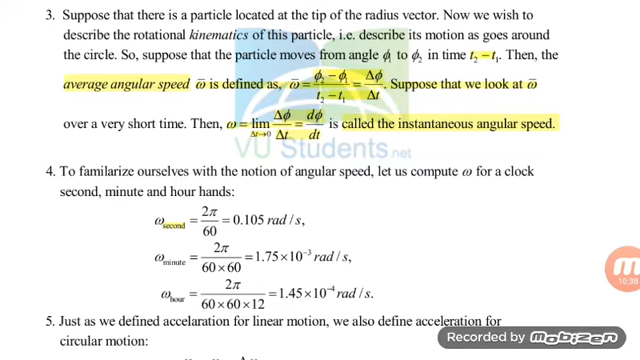 3. Suppose that there is a particle located at the tip of the radius vector. Now we wish to
describe the rotational kinematics of this particle, i.e. describe its motion as goes around
the circle. So, suppose that the particle moves from angle ϕ₁ to ϕ₂ in time t₂ − t₁. Then, the
average angular speed ω̄ is defined as, ω̄ = (ϕ₂ − ϕ₁)/(t₂ − t₁) = Δϕ/Δt. Suppose that we look at ω̄
over a very short time. Then, ω = lim Δt→0 Δϕ/Δt = dϕ/dt is called the instantaneous angular speed.
VU Students.net
4. To familarize ourselves with the notion of angular speed, let us compute ω for a clock
second, minute and hour hands:
ω second = 2π/60 = 0.105 rad / s,
ω minute = 2π/(60 × 60) = 1.75×10⁻³ rad / s,
ω hour = 2π/(60 × 60 × 12) = 1.45×10⁻⁴ rad / s.
10:39
5. Just as we defined accelaration for linear motion, we also define acceleration for
circular motion:
Recorded by mobizen